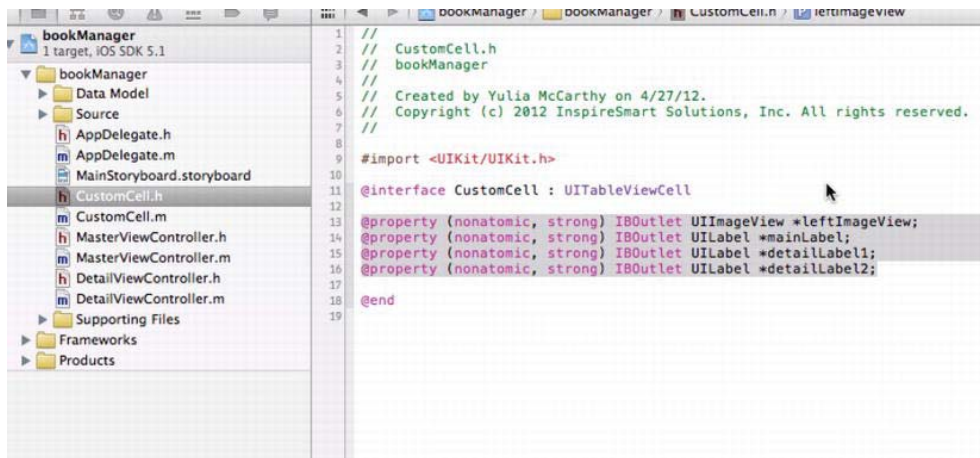 bookManager
bookManager
CustomCell.h
leftImageView
bookManager
1 target, iOS SDK 5.1
bookManager
Data Model
Source
h AppDelegate.h
m AppDelegate.m
MainStoryboard.storyboard
h CustomCell.h
m CustomCell.m
h MasterViewController.h
m MasterViewController.m
h DetailViewController.h
m DetailViewController.m
Supporting Files
Frameworks
Products
1 //
2 //  CustomCell.h
3 //  bookManager
4 //
5 //  Created by Yulia McCarthy on 4/27/12.
6 //  Copyright (c) 2012 InspireSmart Solutions, Inc. All rights reserved.
7 //
8
9 #import <UIKit/UIKit.h>
10
11 @interface CustomCell : UITableViewCell
12
13 @property (nonatomic, strong) IBOutlet UIImageView *leftImageView;
14 @property (nonatomic, strong) IBOutlet UILabel *mainLabel;
15 @property (nonatomic, strong) IBOutlet UILabel *detailLabel1;
16 @property (nonatomic, strong) IBOutlet UILabel *detailLabel2;
17
18 @end
19